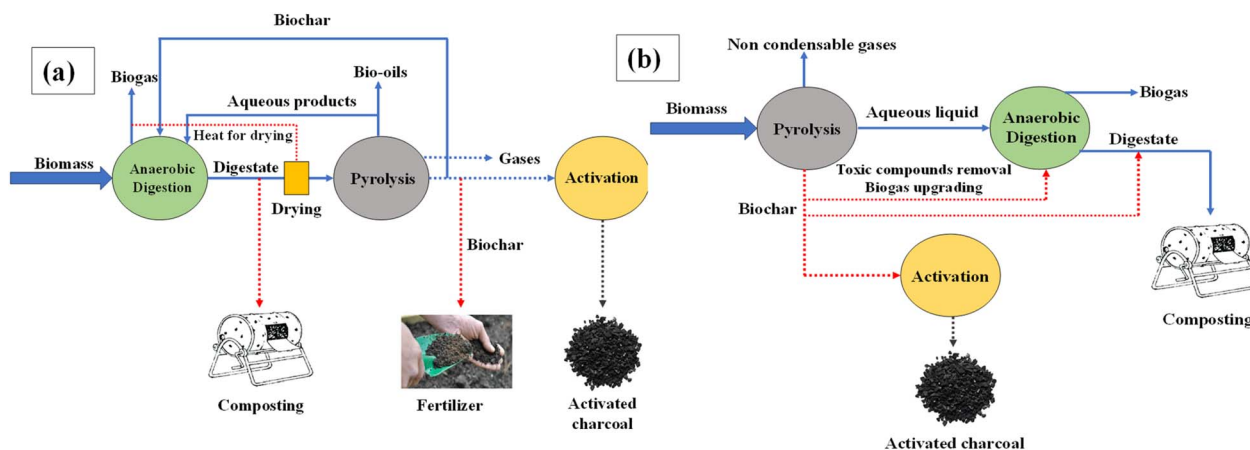 (a)
Biochar
Biogas
Bio-oils
Aqueous products
Heat for drying
Biomass
Anaerobic
Digestion
Digestate
Drying
Pyrolysis
Gases
Activation
Biochar
Composting
Fertilizer
Activated
charcoal
(b)
Non condensable gases
Biomass
Pyrolysis
Aqueous liquid
Anaerobic
Digestion
Biogas
Digestate
Toxic compounds removal
Biogas upgrading
Biochar
Activation
Composting
Activated charcoal